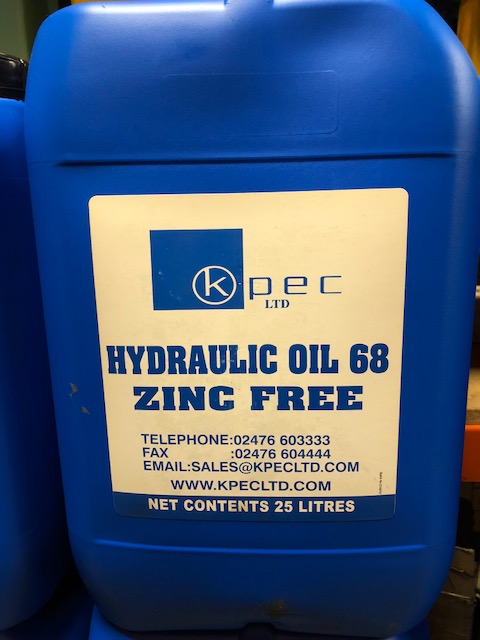 kpec
LTD
HYDRAULIC OIL 68
ZINC FREE
TELEPHONE:02476 603333
FAX :02476 604444
EMAIL:SALES@KPECLTD.COM
WWW.KPECLTD.COM
NET CONTENTS 25 LITRES